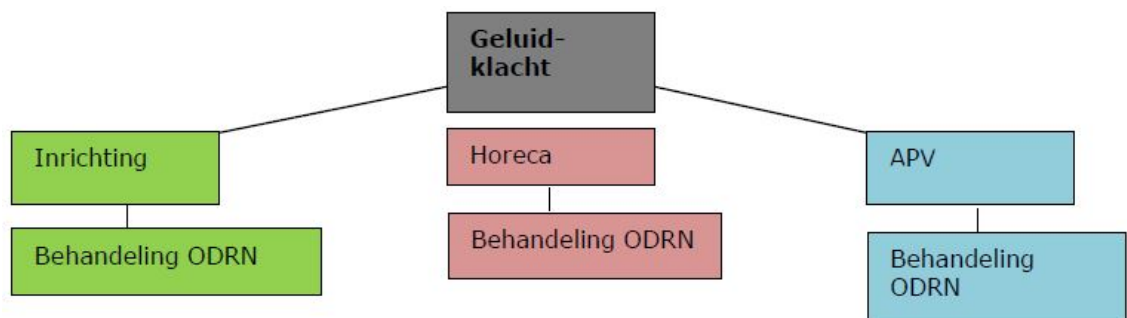 Geluid-
klacht
Inrichting
Horeca
APV
Behandeling ODRN
Behandeling ODRN
Behandeling
ODRN